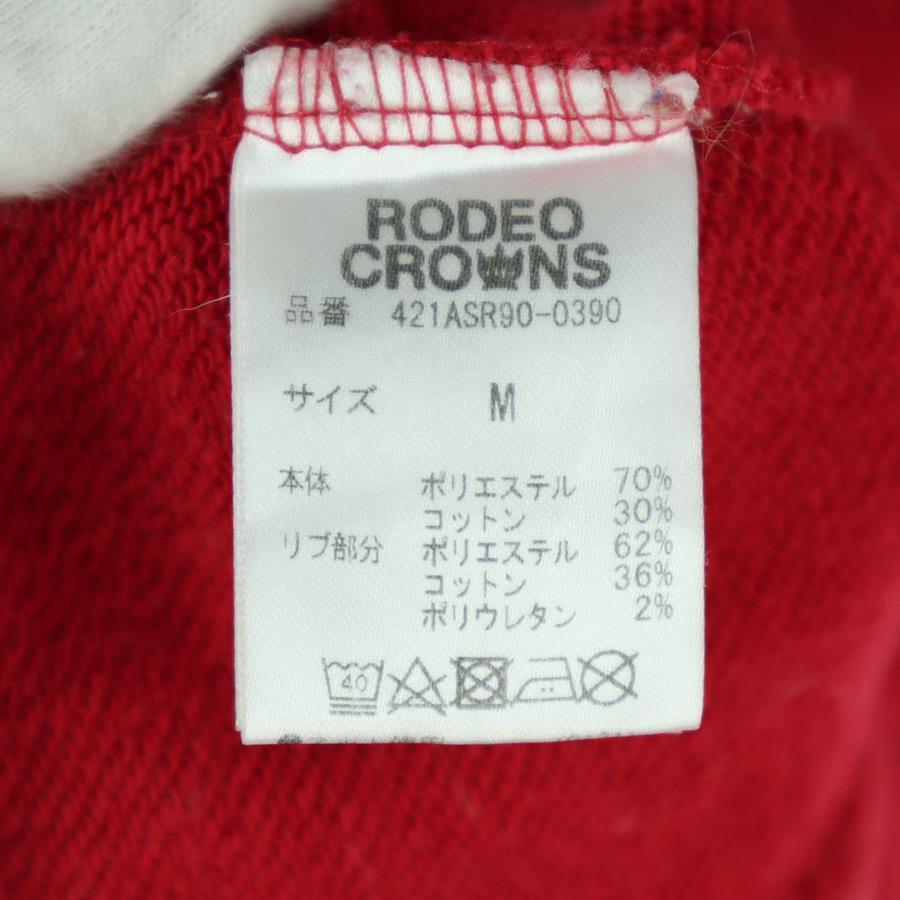 RODEO
CROWNS
品番 421ASR90-0390
サイズ M
本体 ポリエステル 70%
コットン 30%
リブ部分 ポリエステル 62%
コットン 36%
ポリウレタン 2%
40